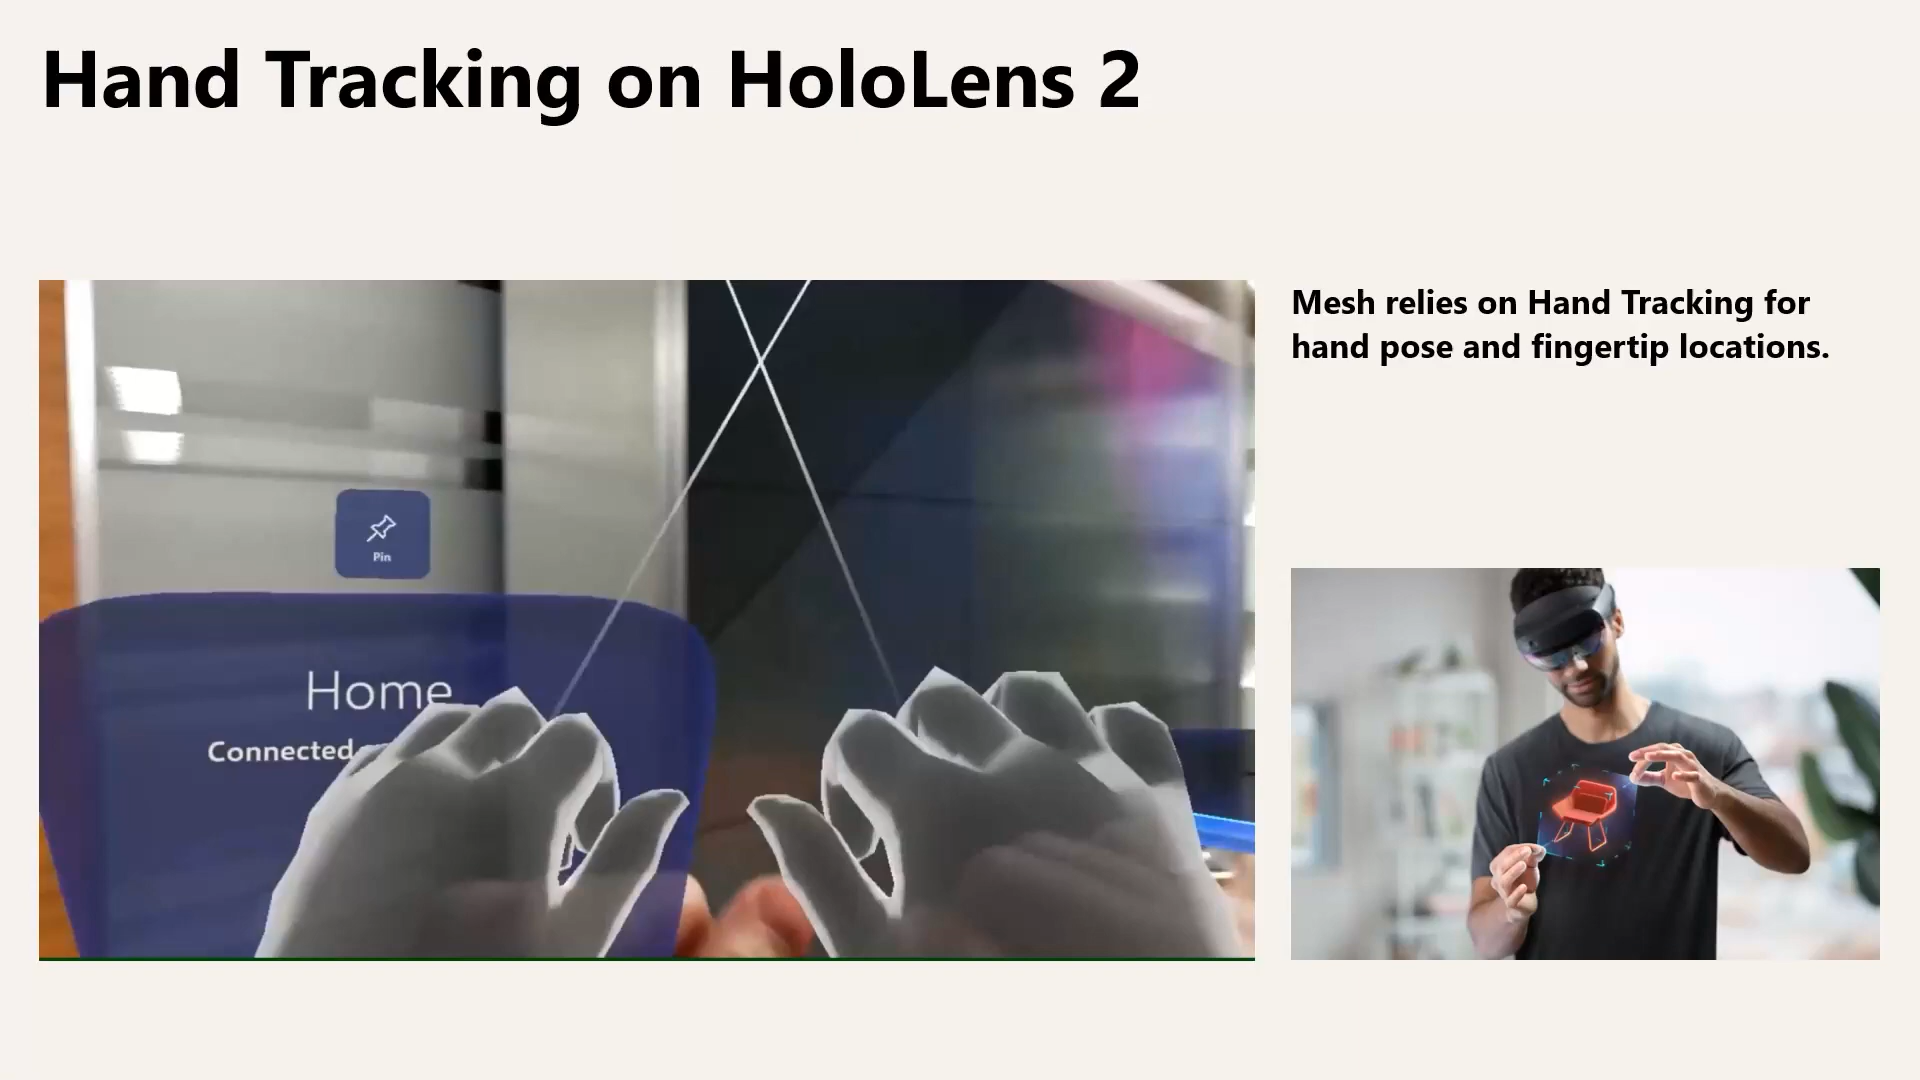 Hand Tracking on HoloLens 2
Mesh relies on Hand Tracking for
hand pose and fingertip locations.
Pin
Home
Connected